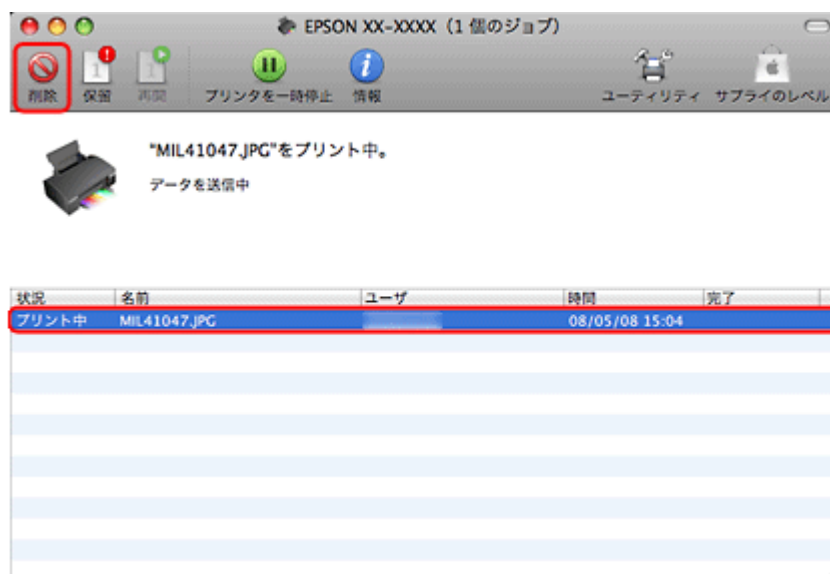 EPSON XX-XXXX（1 個のジョブ）
削除 保留 再開 プリンタを一時停止 情報 ユーティリティ サプライのレベル
"MIL41047.JPG"をプリント中。
データを送信中
状況 名前 ユーザ 時間 完了
プリント中 MIL41047.JPG 08/05/08 15:04